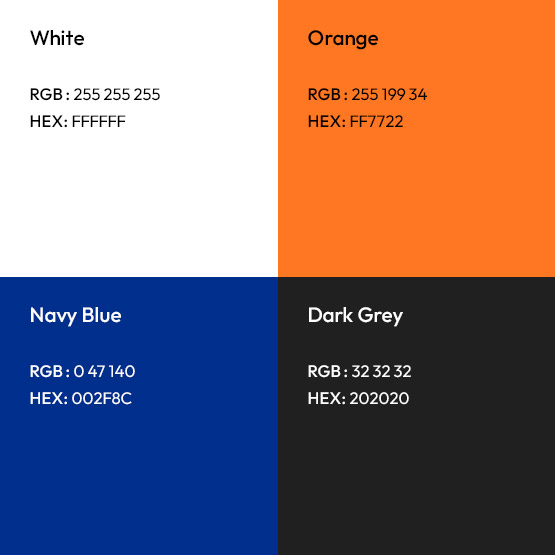 White
RGB : 255 255 255
HEX: FFFFFF
Orange
RGB : 255 199 34
HEX: FF7722
Navy Blue
RGB : 0 47 140
HEX: 002F8C
Dark Grey
RGB : 32 32 32
HEX: 202020